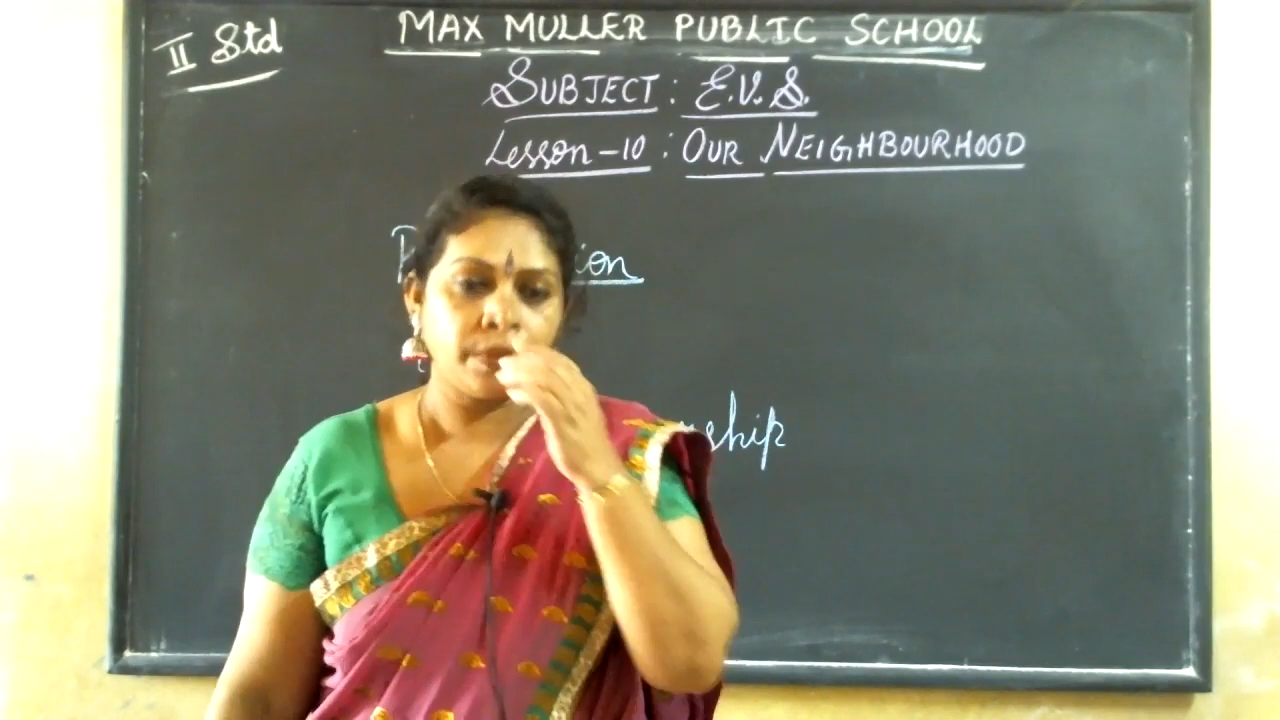 II Std
MAX MULLER PUBLIC SCHOOL
SUBJECT : E.V.S.
Lesson-10 : OUR NEIGHBOURHOOD